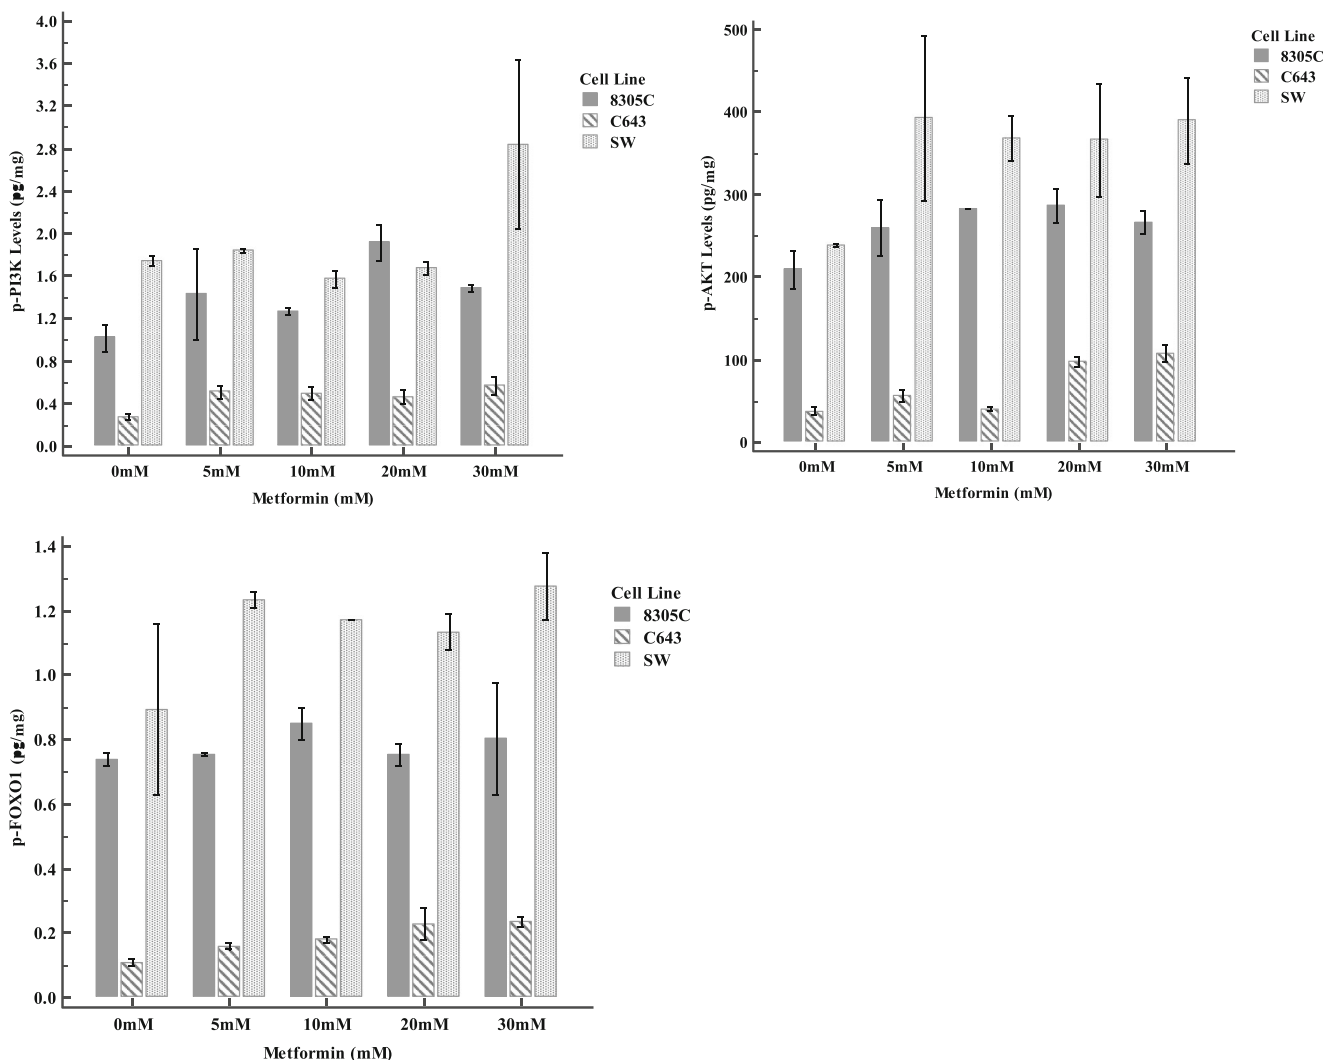 4.0
3.6
3.2
2.8
2.4
2.0
1.6
1.2
0.8
0.4
0.0
p-PI3K Levels (pg/mg)
0mM 5mM 10mM 20mM 30mM
Metformin (mM)
Cell Line
8305C
C643
SW
500
400
300
200
100
0
p-AKT Levels (pg/mg)
0mM 5mM 10mM 20mM 30mM
Metformin (mM)
Cell Line
8305C
C643
SW
1.4
1.2
1.0
0.8
0.6
0.4
0.2
0.0
p-FOXO1 (pg/mg)
0mM 5mM 10mM 20mM 30mM
Metformin (mM)
Cell Line
8305C
C643
SW